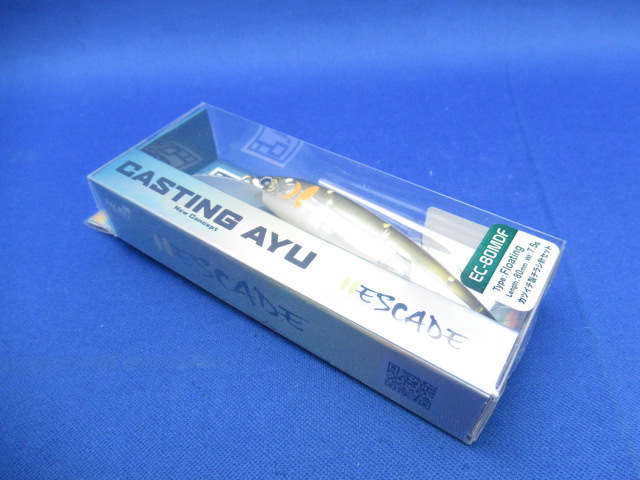 CASTING AYU
New Concept
ESCADE
ESCADE
EC-80MDF
Type:Floating
Length:80mm Wt:7.5g
カツイチ製チラシ針セット